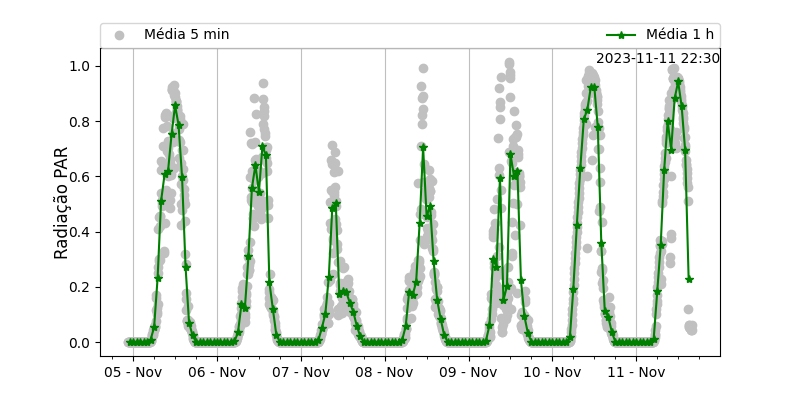 Média 5 min
Média 1 h
2023-11-11 22:30
Radiação PAR
1.0
0.8
0.6
0.4
0.2
0.0
05 - Nov
06 - Nov
07 - Nov
08 - Nov
09 - Nov
10 - Nov
11 - Nov